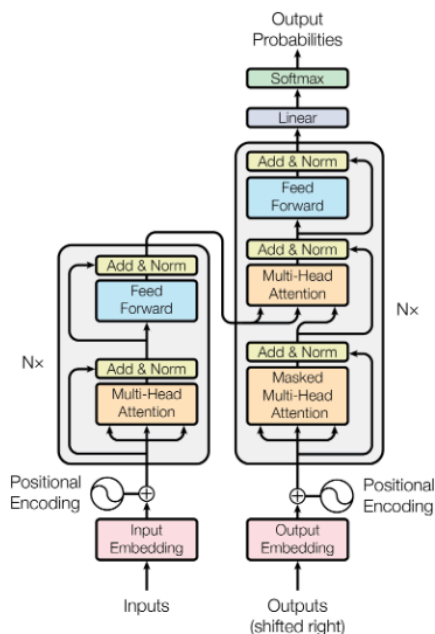 Output
Probabilities
Softmax
Linear
Add & Norm
Feed
Forward
Add & Norm
Multi-Head
Attention
Add & Norm
Masked
Multi-Head
Attention
Nx
Add & Norm
Feed
Forward
Nx
Add & Norm
Multi-Head
Attention
Positional
Encoding
Positional
Encoding
Input
Embedding
Output
Embedding
Inputs
Outputs
(shifted right)